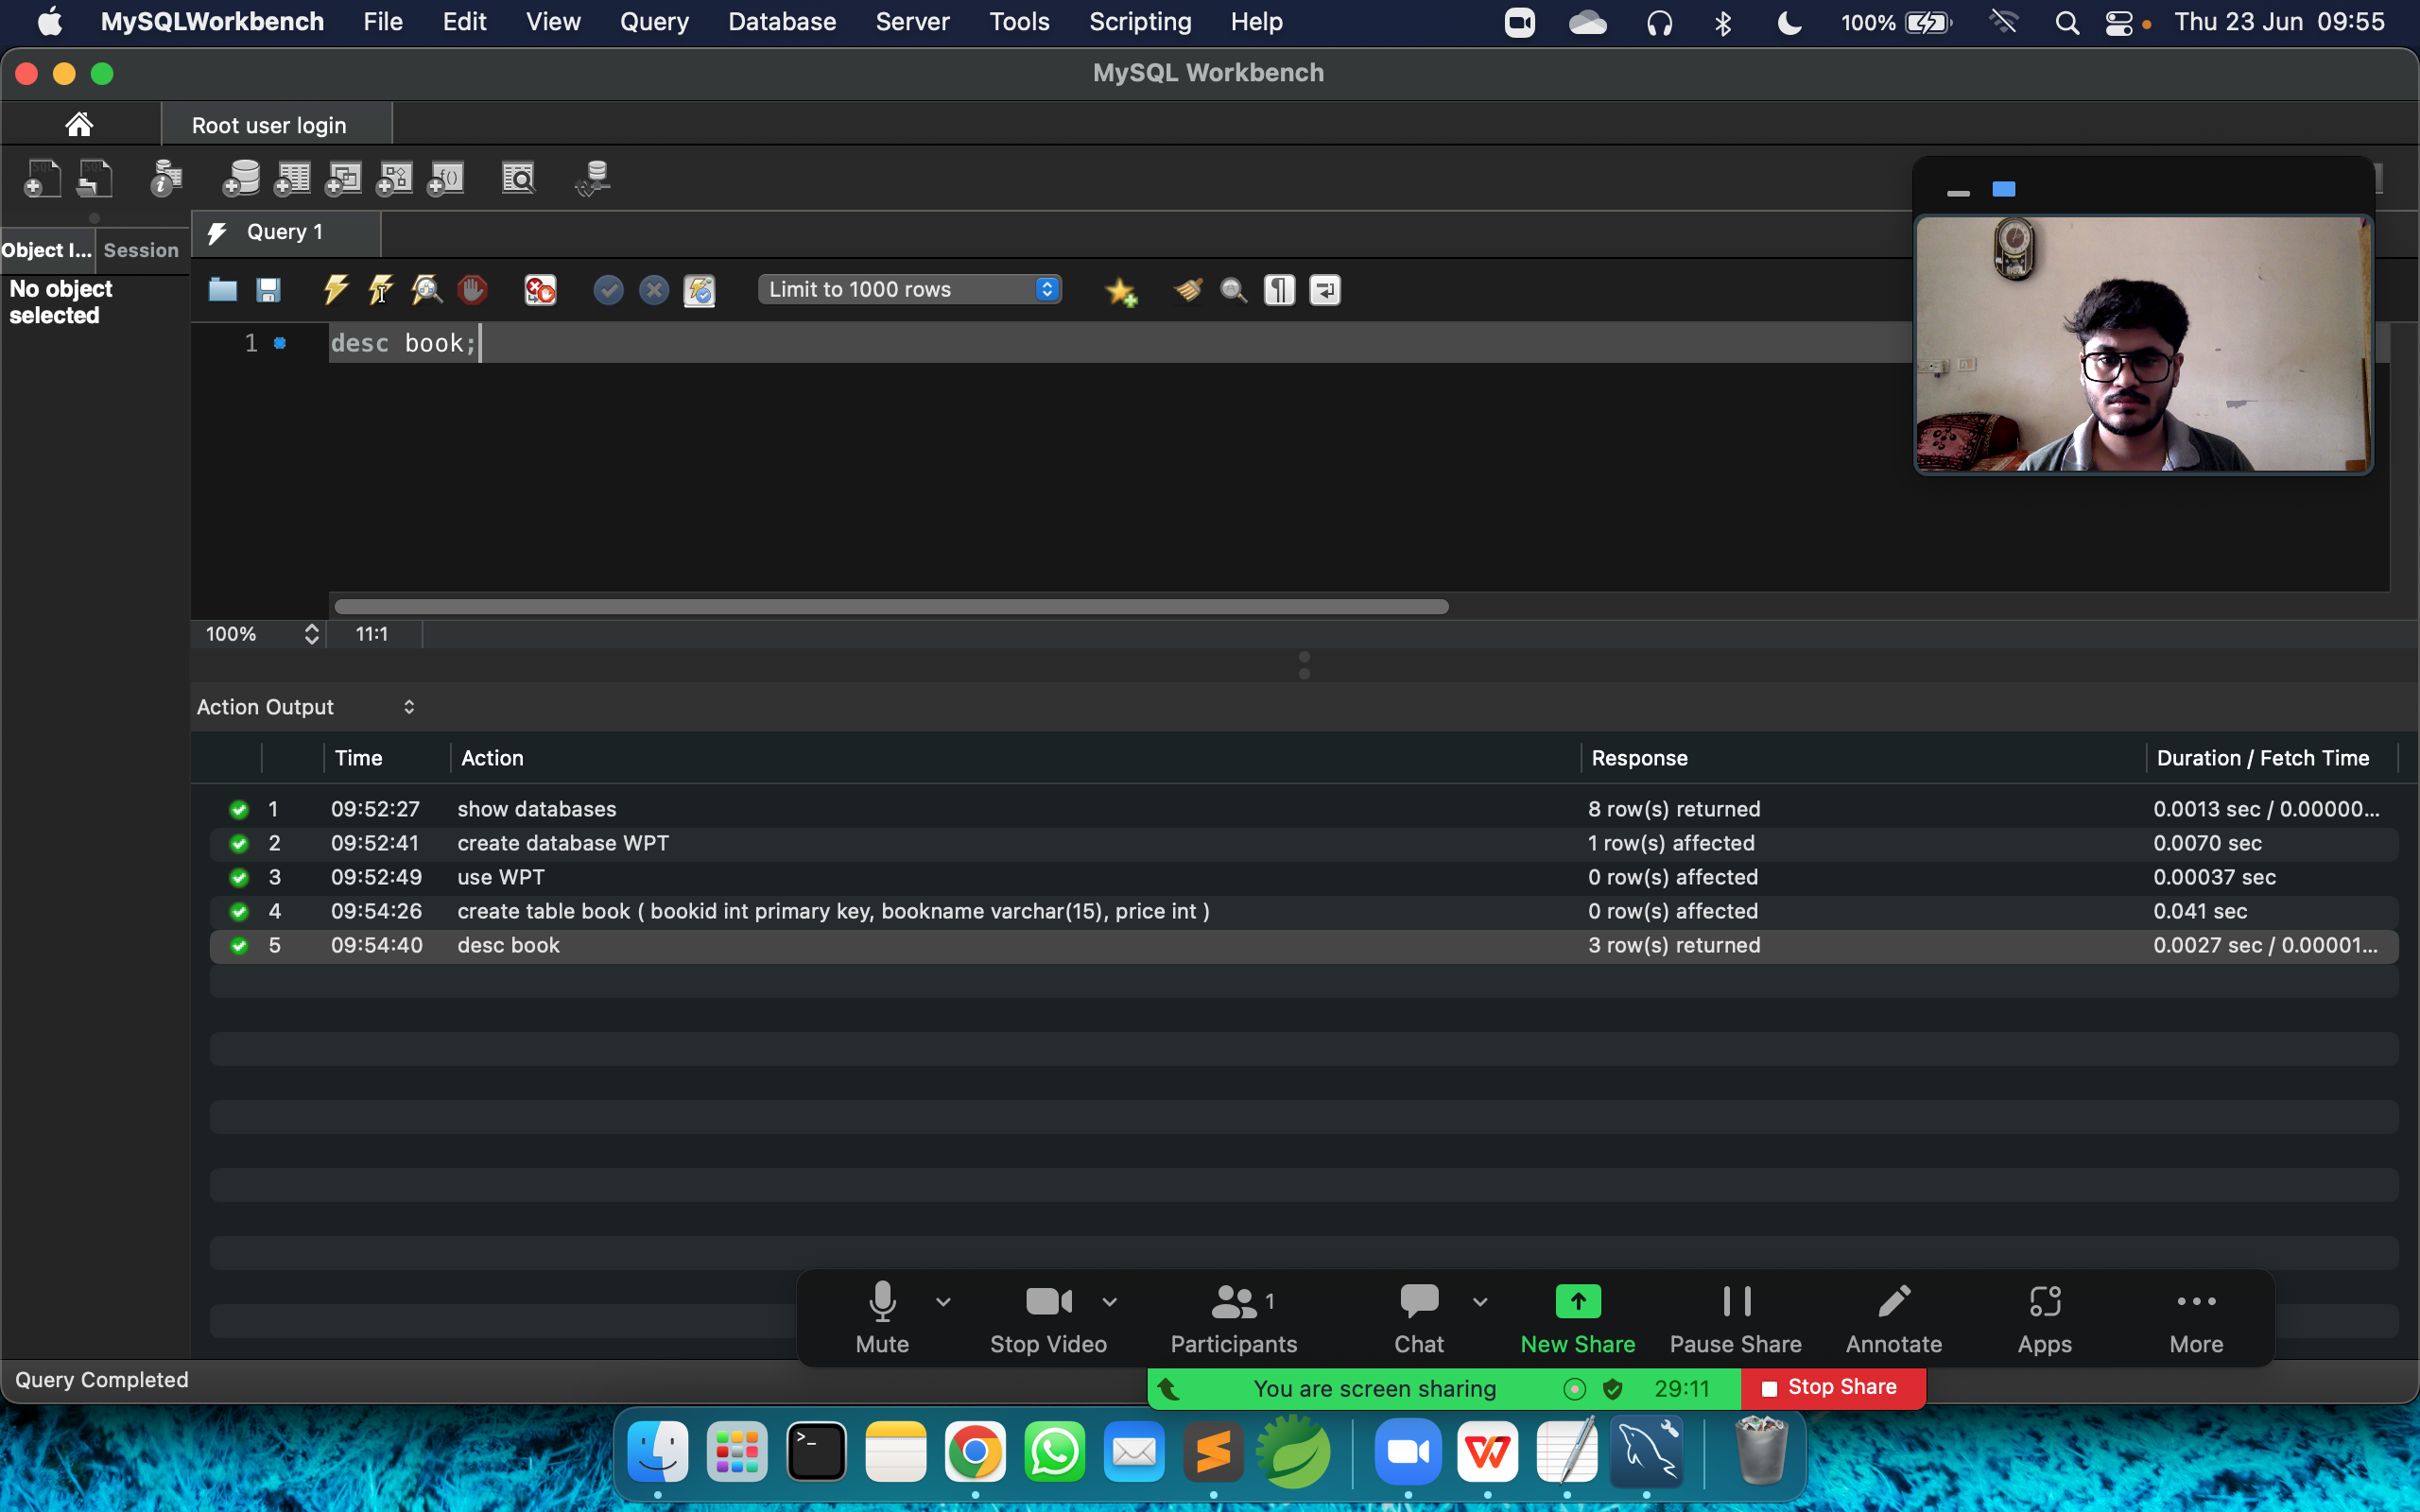 MySQLWorkbench File Edit View Query Database Server Tools Scripting Help 100% Thu 23 Jun 09:55
MySQL Workbench
Root user login
Query 1
Object I... Session
No object
selected
Limit to 1000 rows
1 desc book;
100% 11:1
Action Output
Time Action Response Duration / Fetch Time
1 09:52:27 show databases 8 row(s) returned 0.0013 sec / 0.00000...
2 09:52:41 create database WPT 1 row(s) affected 0.0070 sec
3 09:52:49 use WPT 0 row(s) affected 0.00037 sec
4 09:54:26 create table book ( bookid int primary key, bookname varchar(15), price int ) 0 row(s) affected 0.041 sec
5 09:54:40 desc book 3 row(s) returned 0.0027 sec / 0.00001...
1
Mute Stop Video Participants Chat New Share Pause Share Annotate Apps More
Query Completed
You are screen sharing 29:11 Stop Share